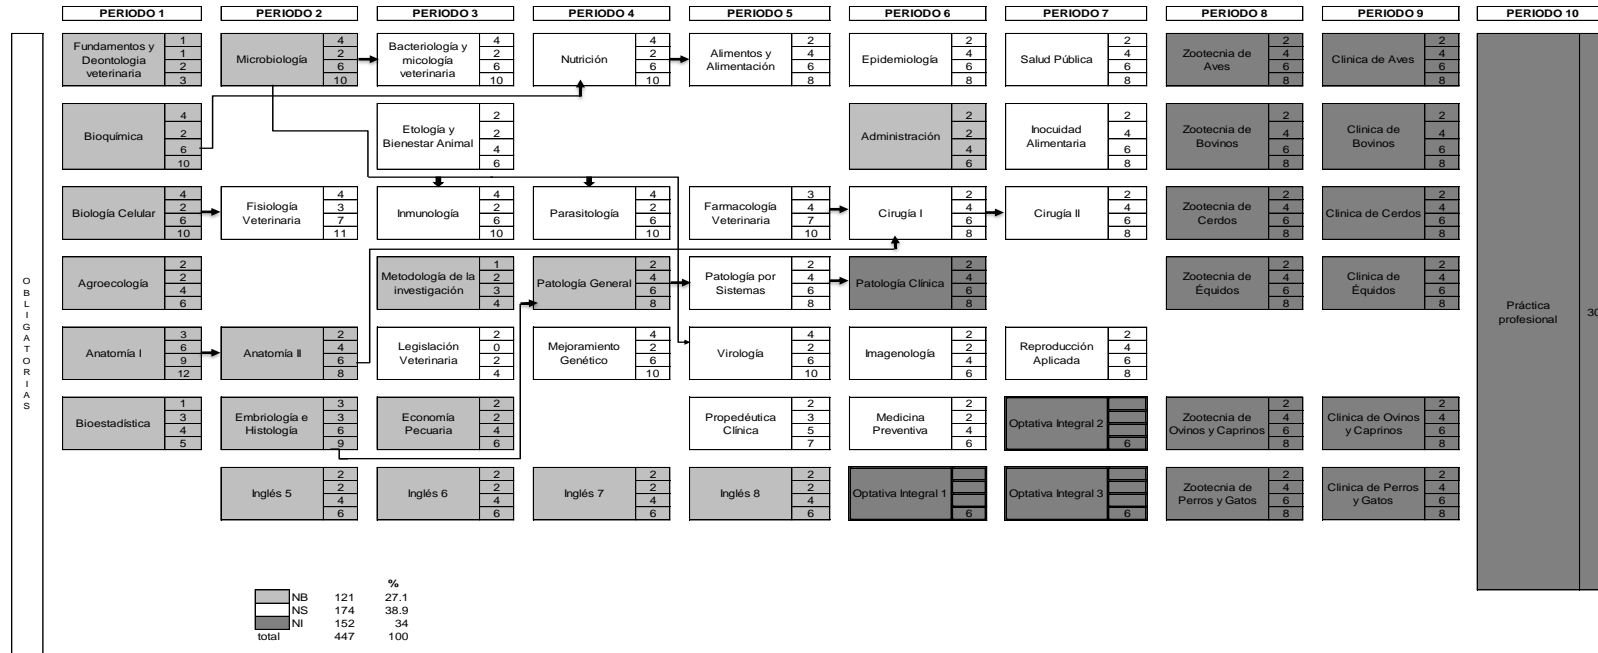 PERIODO 1 PERIODO 2 PERIODO 3 PERIODO 4 PERIODO 5 PERIODO 6 PERIODO 7 PERIODO 8 PERIODO 9 PERIODO 10
OBLIGATORIAS
Fundamentos y
Deontologia
veterinaria
1
1
2
3
Microbiología
4
2
6
10
Bacteriología y
micología
veterinaria
4
2
6
10
Nutrición
4
2
6
10
Alimentos y
Alimentación
2
4
6
8
Epidemiología
2
4
6
8
Salud Pública
2
4
6
8
Zootecnia de
Aves
2
4
6
8
Clinica de Aves
2
4
6
8
Bioquímica
4
2
6
10
Etología y
Bienestar Animal
2
2
4
6
Administración
2
2
4
6
Inocuidad
Alimentaria
2
4
6
8
Zootecnia de
Bovinos
2
4
6
8
Clinica de
Bovinos
2
4
6
8
Biología Celular
4
2
6
10
Fisiología
Veterinaria
4
3
7
11
Inmunología
4
2
6
10
Parasitología
4
2
6
10
Farmacología
Veterinaria
3
4
7
10
Cirugía I
2
4
6
8
Cirugía II
2
4
6
8
Zootecnia de
Cerdos
2
4
6
8
Clinica de Cerdos
2
4
6
8
Agroecología
2
2
4
6
Metodología de la
investigación
1
2
3
4
Patología General
2
4
6
8
Patología por
Sistemas
2
4
6
8
Patología Clínica
2
4
6
8
Zootecnia de
Équidos
2
4
6
8
Clinica de
Équidos
2
4
6
8
Práctica
profesional
30
Anatomía I
3
6
9
12
Anatomía II
2
4
6
8
Legislación
Veterinaria
2
0
2
4
Mejoramiento
Genético
4
2
6
10
Virología
4
2
6
10
Imagenología
2
2
4
6
Reproducción
Aplicada
2
4
6
8
Bioestadística
1
3
4
5
Embriología e
Histología
3
3
6
9
Economía
Pecuaria
2
2
4
6
Propedéutica
Clínica
2
3
5
7
Medicina
Preventiva
2
2
4
6
Optativa Integral 2
6
Zootecnia de
Ovinos y Caprinos
2
4
6
8
Clinica de Ovinos
y Caprinos
2
4
6
8
Inglés 5
2
2
4
6
Inglés 6
2
2
4
6
Inglés 7
2
2
4
6
Inglés 8
2
2
4
6
Optativa Integral 1
6
Optativa Integral 3
6
Zootecnia de
Perros y Gatos
2
4
6
8
Clinica de Perros
y Gatos
2
4
6
8
%
NB 121 27.1
NS 174 38.9
NI 152 34
total 447 100